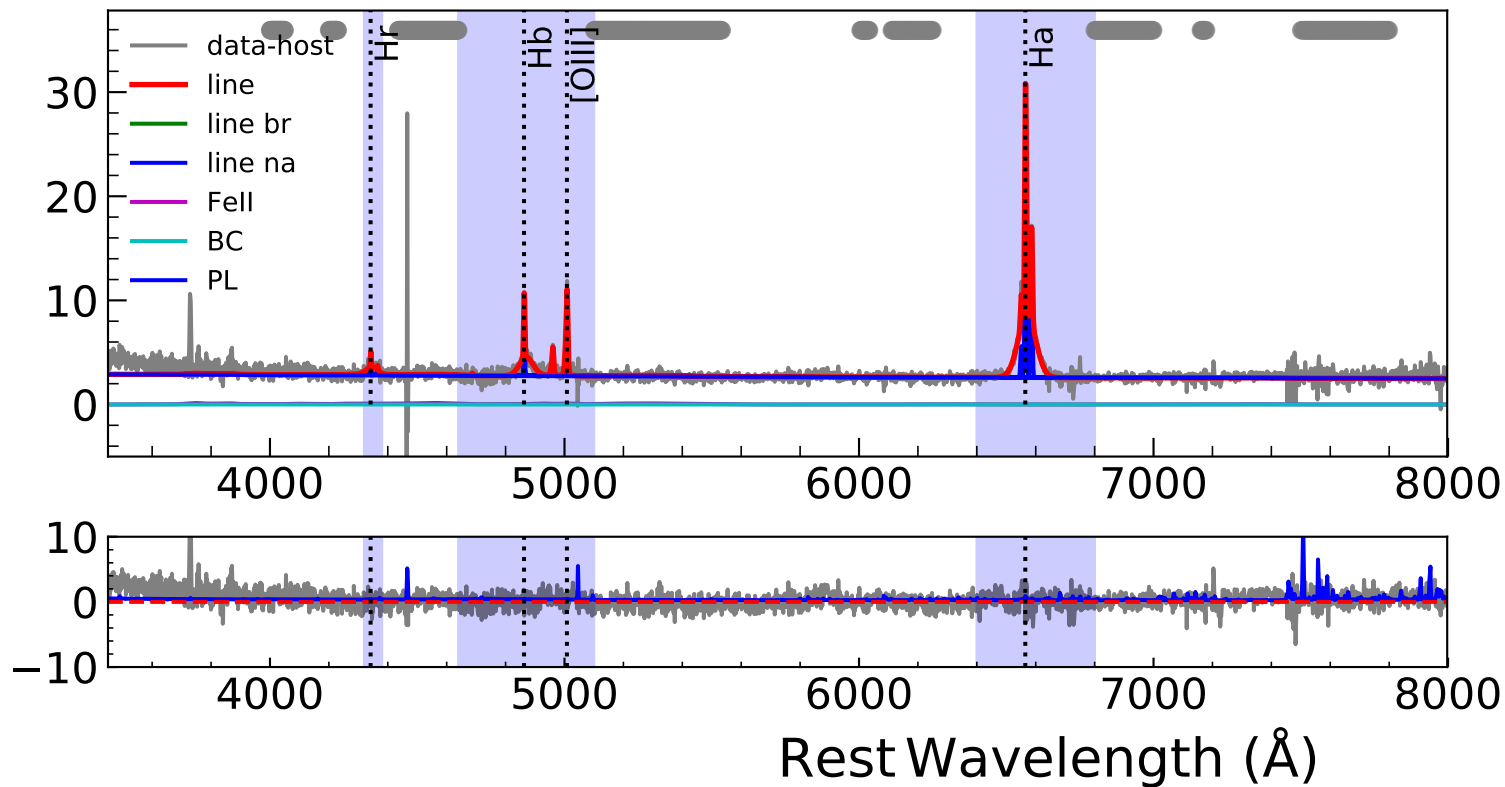 data-host
line
line br
line na
FeII
BC
PL
Hr
Hb
[OIII]
Ha
30
20
10
0
4000
5000
6000
7000
8000
10
0
−10
4000
5000
6000
7000
8000
Rest Wavelength (Å)